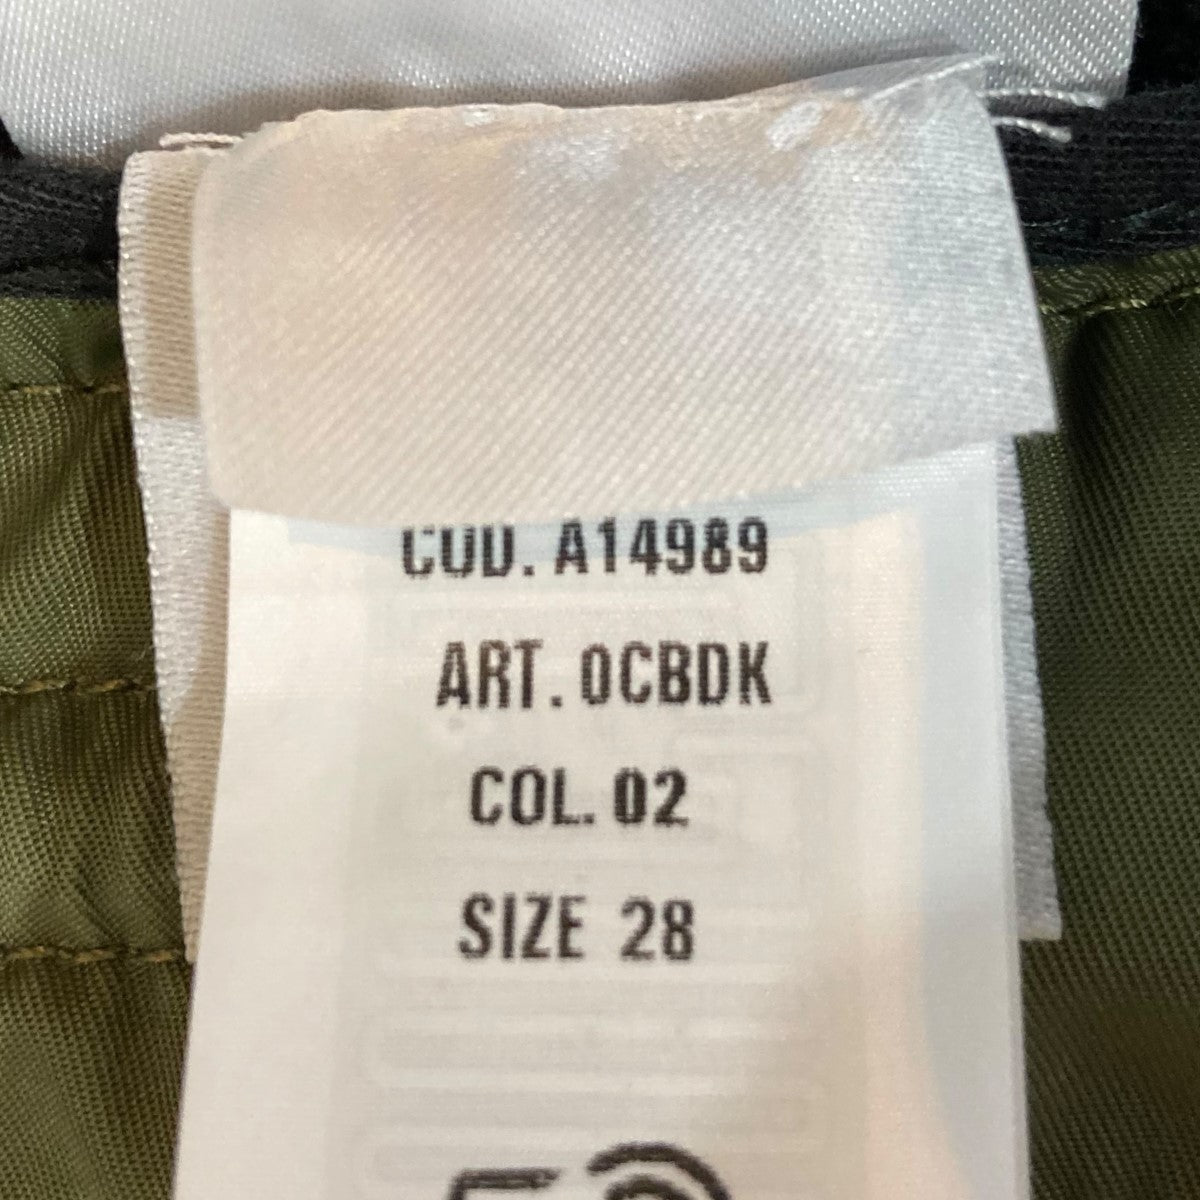 COD. A14989
ART. 0CBDK
COL. 02
SIZE 28